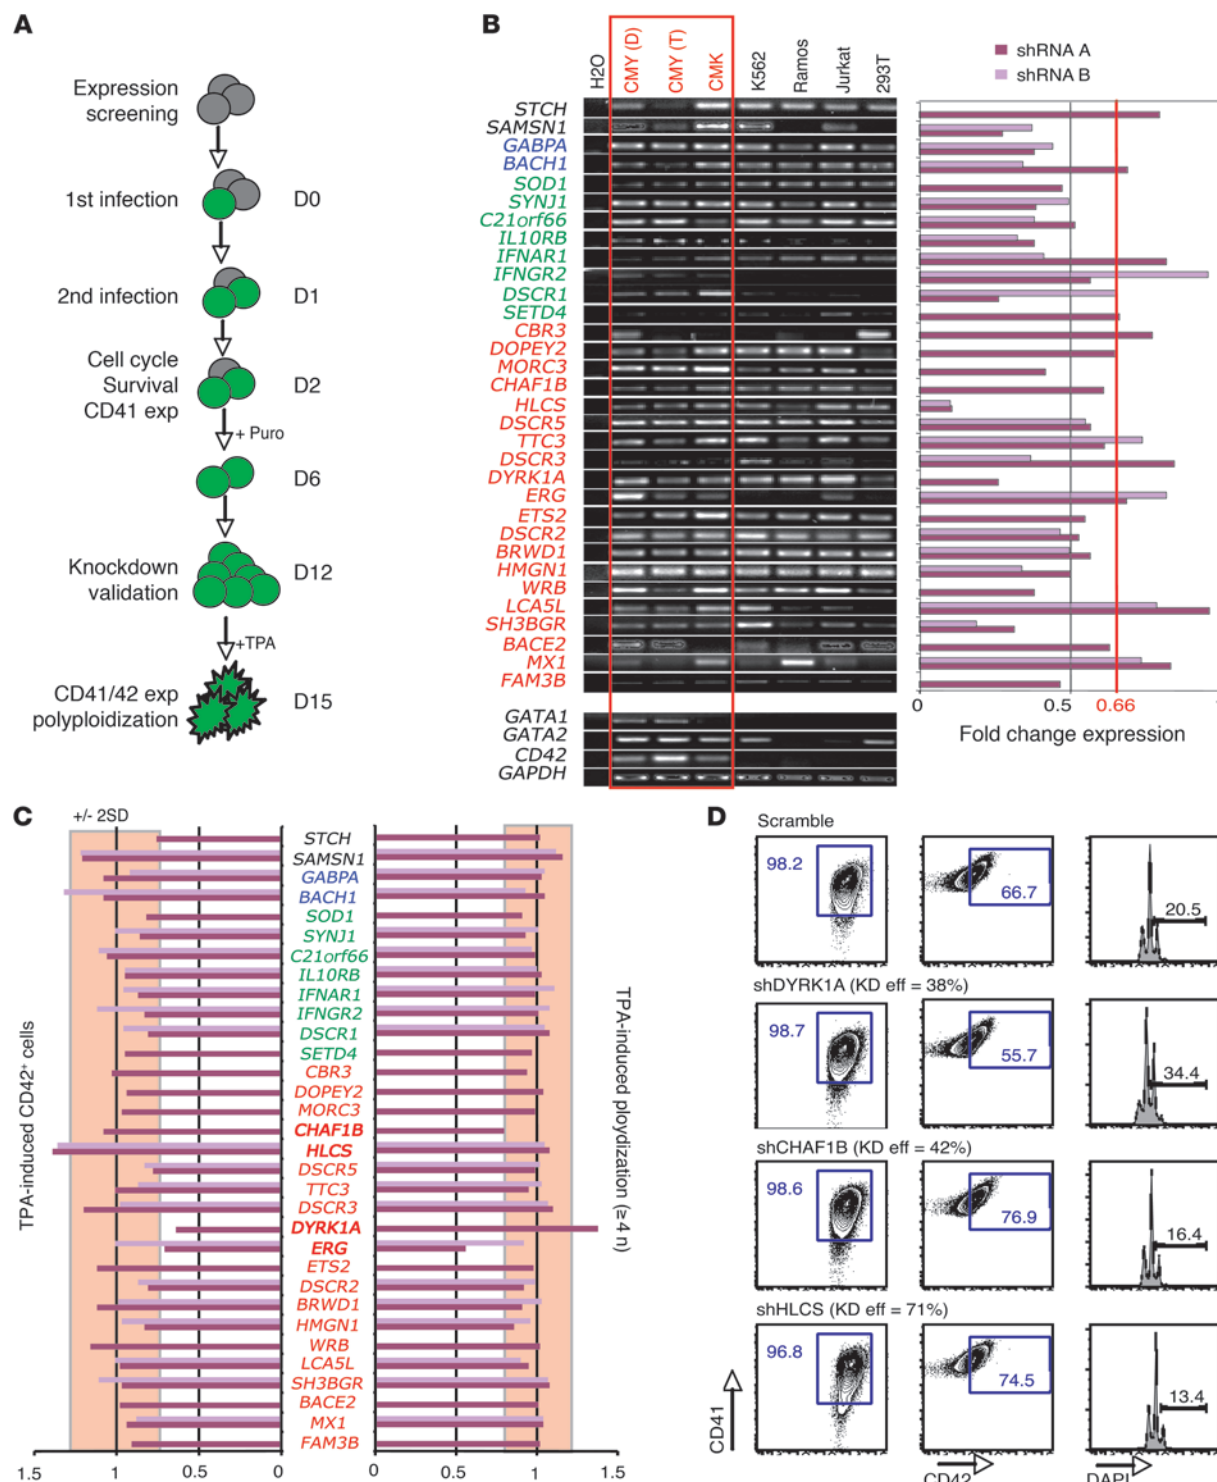 A
Expression
screening
1st infection
D0
2nd infection
D1
Cell cycle
Survival
CD41 exp
D2
+ Puro
D6
Knockdown
validation
D12
+TPA
CD41/42 exp
polyploidization
D15
B
H2O
CMY (D)
CMY (T)
CMK
K562
Ramos
Jurkat
293T
shRNA A
shRNA B
STCH
SAMSN1
GABPA
BACH1
SOD1
SYNJ1
C21orf66
IL10RB
IFNAR1
IFNGR2
DSCR1
SETD4
CBR3
DOPEY2
MORC3
CHAF1B
HLCS
DSCR5
TTC3
DSCR3
DYRK1A
ERG
ETS2
DSCR2
BRWD1
HMGN1
WRB
LCA5L
SH3BGR
BACE2
MX1
FAM3B
GATA1
GATA2
CD42
GAPDH
0 0.5 0.66
Fold change expression
C
+/- 2SD
TPA-induced CD42+ cells
STCH
SAMSN1
GABPA
BACH1
SOD1
SYNJ1
C21orf66
IL10RB
IFNAR1
IFNGR2
DSCR1
SETD4
CBR3
DOPEY2
MORC3
CHAF1B
HLCS
DSCR5
TTC3
DSCR3
DYRK1A
ERG
ETS2
DSCR2
BRWD1
HMGN1
WRB
LCA5L
SH3BGR
BACE2
MX1
FAM3B
TPA-induced ploydization (≥4 n)
1.5 1 0.5 0 0 0.5 1.0 1.5
D
Scramble
98.2
66.7
20.5
shDYRK1A (KD eff = 38%)
98.7
55.7
34.4
shCHAF1B (KD eff = 42%)
98.6
76.9
16.4
shHLCS (KD eff = 71%)
96.8
74.5
13.4
CD41
CD42
DAPI